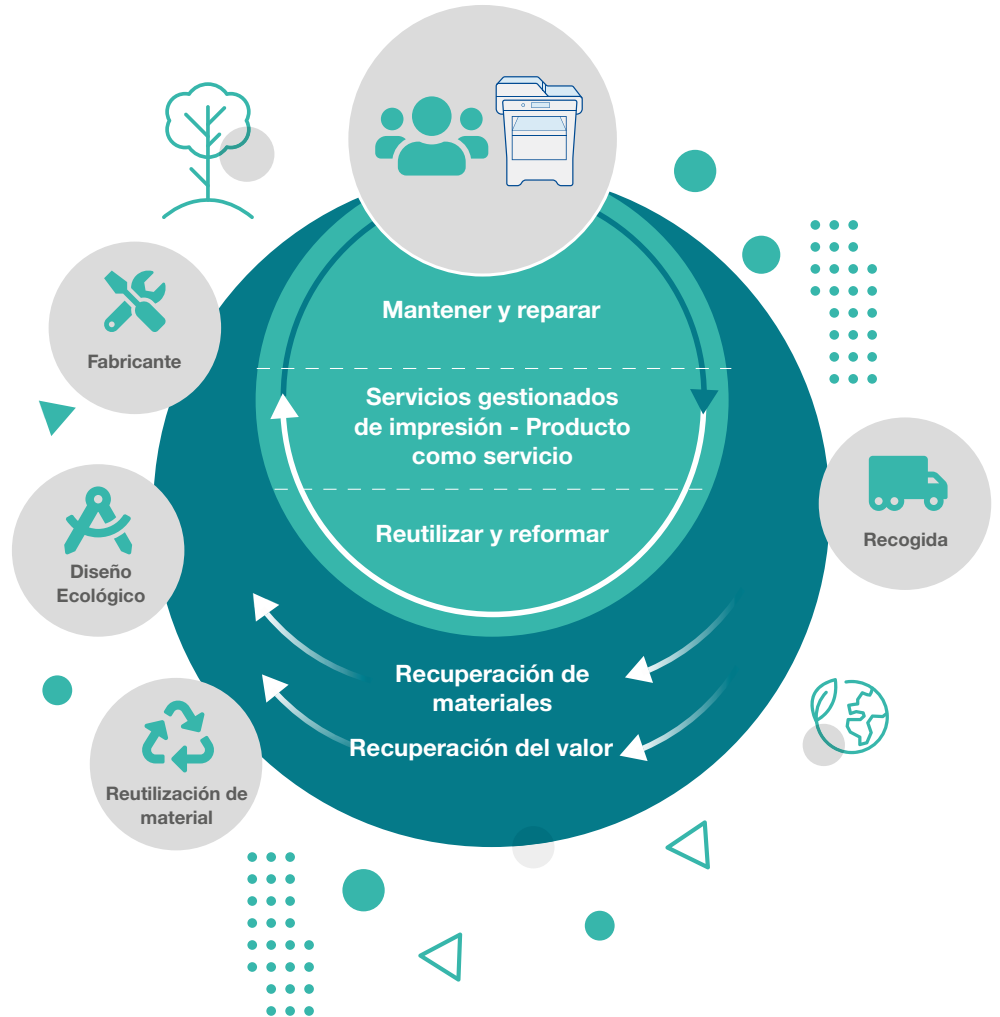 Mantener y reparar
Fabricante
Servicios gestionados
de impresión - Producto
como servicio
Reutilizar y reformar
Recogida
Diseño
Ecológico
Recuperación de
materiales
Recuperación del valor
Reutilización de
material